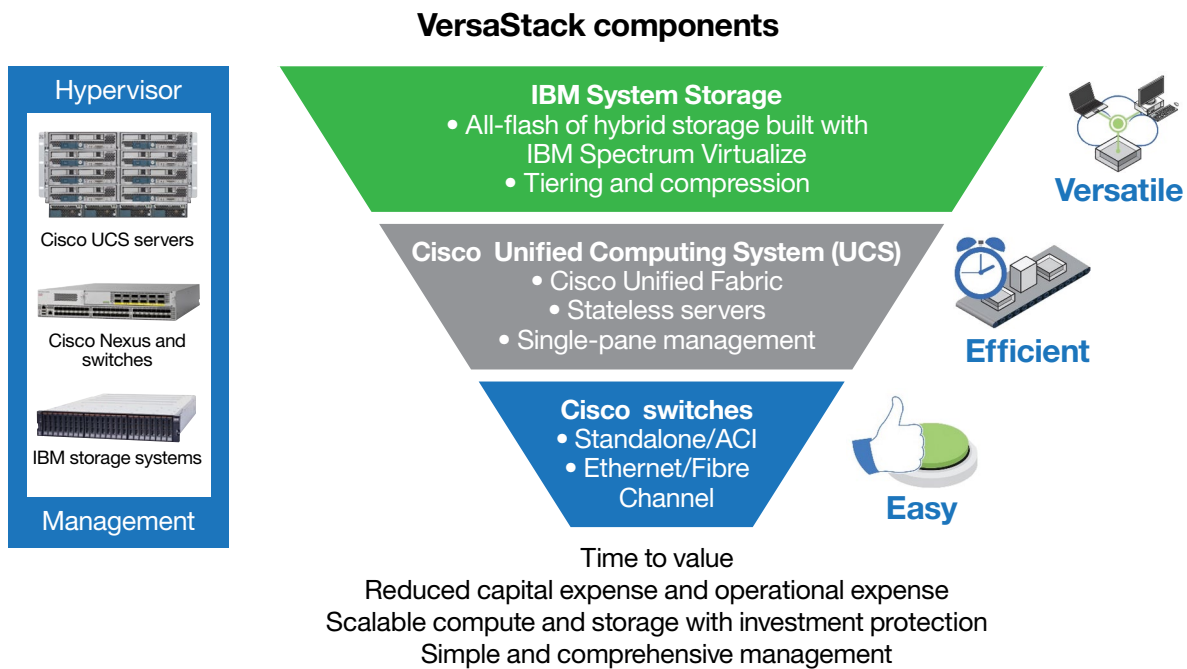 VersaStack components
Hypervisor
Cisco UCS servers
Cisco Nexus and
switches
IBM storage systems
Management
IBM System Storage
• All-flash of hybrid storage built with
IBM Spectrum Virtualize
• Tiering and compression
Versatile
Cisco Unified Computing System (UCS)
• Cisco Unified Fabric
• Stateless servers
• Single-pane management
Efficient
Cisco switches
• Standalone/ACI
• Ethernet/Fibre
Channel
Easy
Time to value
Reduced capital expense and operational expense
Scalable compute and storage with investment protection
Simple and comprehensive management